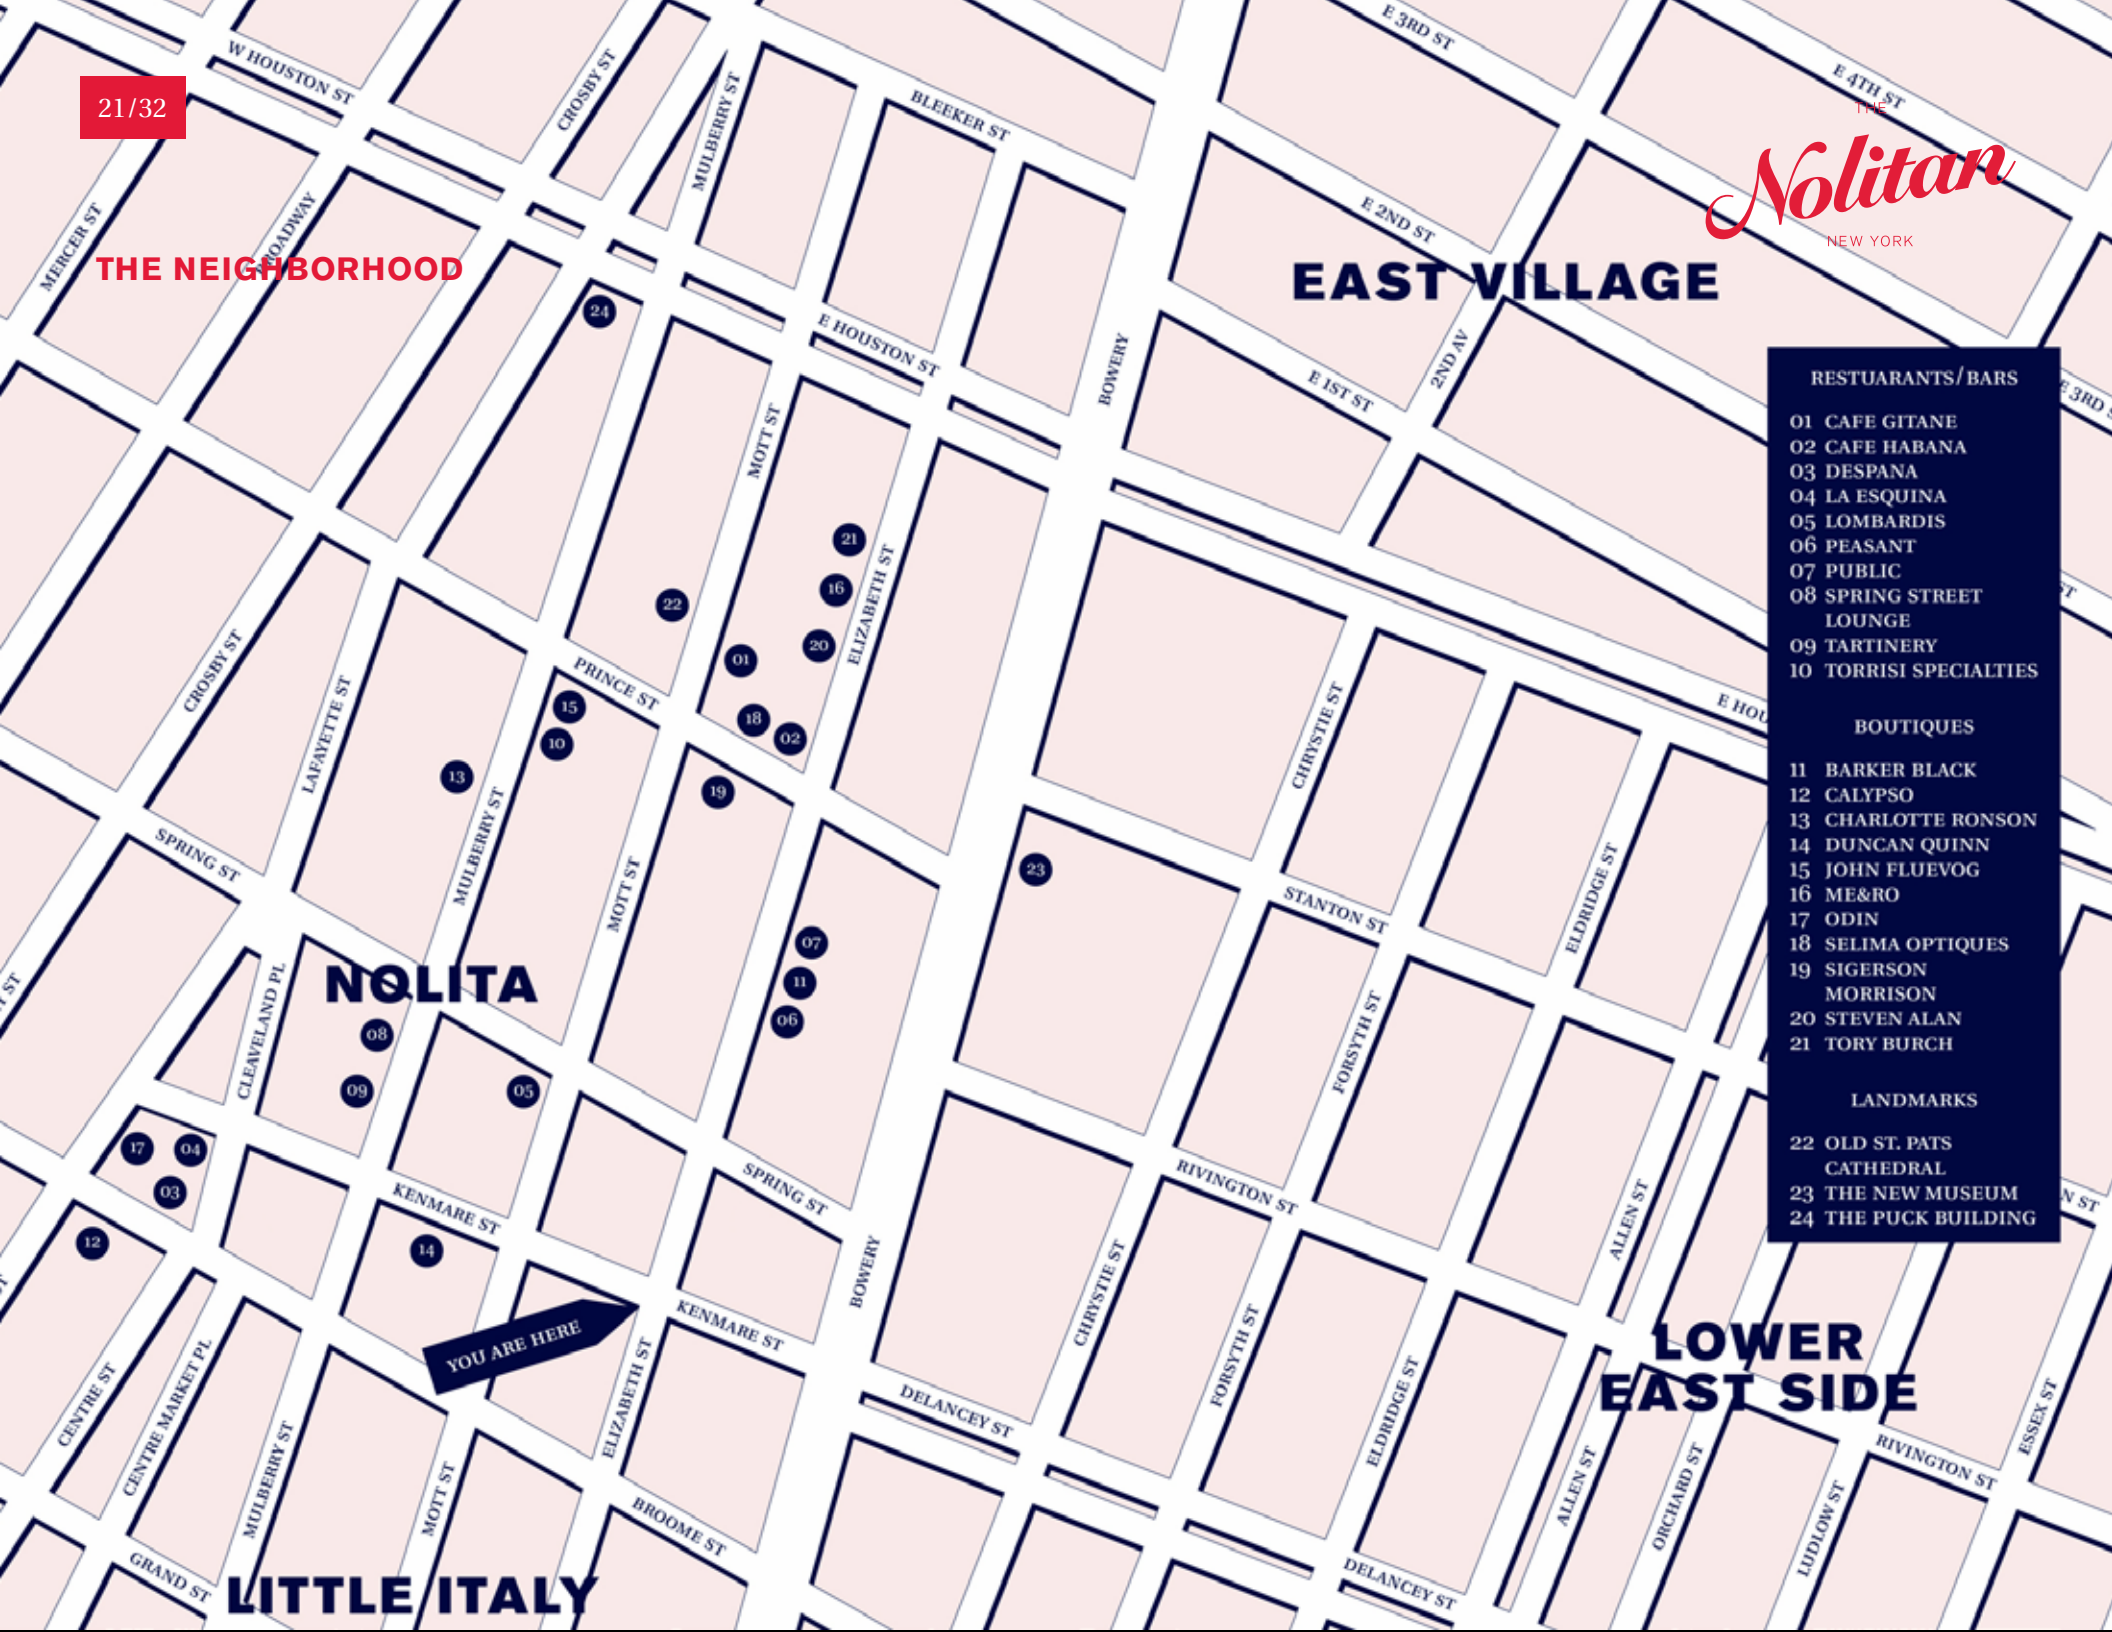 21/32
THE NEIGHBORHOOD
THE
Nolitan
NEW YORK
W HOUSTON ST
CROSBY ST
MULBERRY ST
BLEEKER ST
E 3RD ST
E 4TH ST
MERCER ST
BROADWAY
E 2ND ST
EAST VILLAGE
24
E HOUSTON ST
BOWERY
2ND AV
E 1ST ST
E 3RD S
MOTT ST
21
16
ELIZABETH ST
22
20
01
PRINCE ST
CROSBY ST
LAFAYETTE ST
15
18
02
10
13
19
MULBERRY ST
CHRYSTIE ST
E HOU
ST
SPRING ST
MOTT ST
23
STANTON ST
ELDRIDGE ST
07
11
06
NOLITA
Y ST
CLEAVELAND PL
08
09
05
FORSYTH ST
17
04
03
KENMARE ST
SPRING ST
RIVINGTON ST
ALLEN ST
N ST
12
14
BOWERY
CHRYSTIE ST
YOU ARE HERE
KENMARE ST
ST
CENTRE ST
CENTRE MARKET PL
ELIZABETH ST
FORSYTH ST
ELDRIDGE ST
DELANCEY ST
LOWER
EAST SIDE
MULBERRY ST
MOTT ST
BROOME ST
GRAND ST
LITTLE ITALY
DELANCEY ST
ALLEN ST
ORCHARD ST
LUDLOW ST
RIVINGTON ST
ESSEX ST
RESTUARANTS/BARS
01 CAFE GITANE
02 CAFE HABANA
03 DESPANA
04 LA ESQUINA
05 LOMBARDIS
06 PEASANT
07 PUBLIC
08 SPRING STREET
LOUNGE
09 TARTINERY
10 TORRISI SPECIALTIES
BOUTIQUES
11 BARKER BLACK
12 CALYPSO
13 CHARLOTTE RONSON
14 DUNCAN QUINN
15 JOHN FLUEVOG
16 ME&RO
17 ODIN
18 SELIMA OPTIQUES
19 SIGERSON
MORRISON
20 STEVEN ALAN
21 TORY BURCH
LANDMARKS
22 OLD ST. PATS
CATHEDRAL
23 THE NEW MUSEUM
24 THE PUCK BUILDING